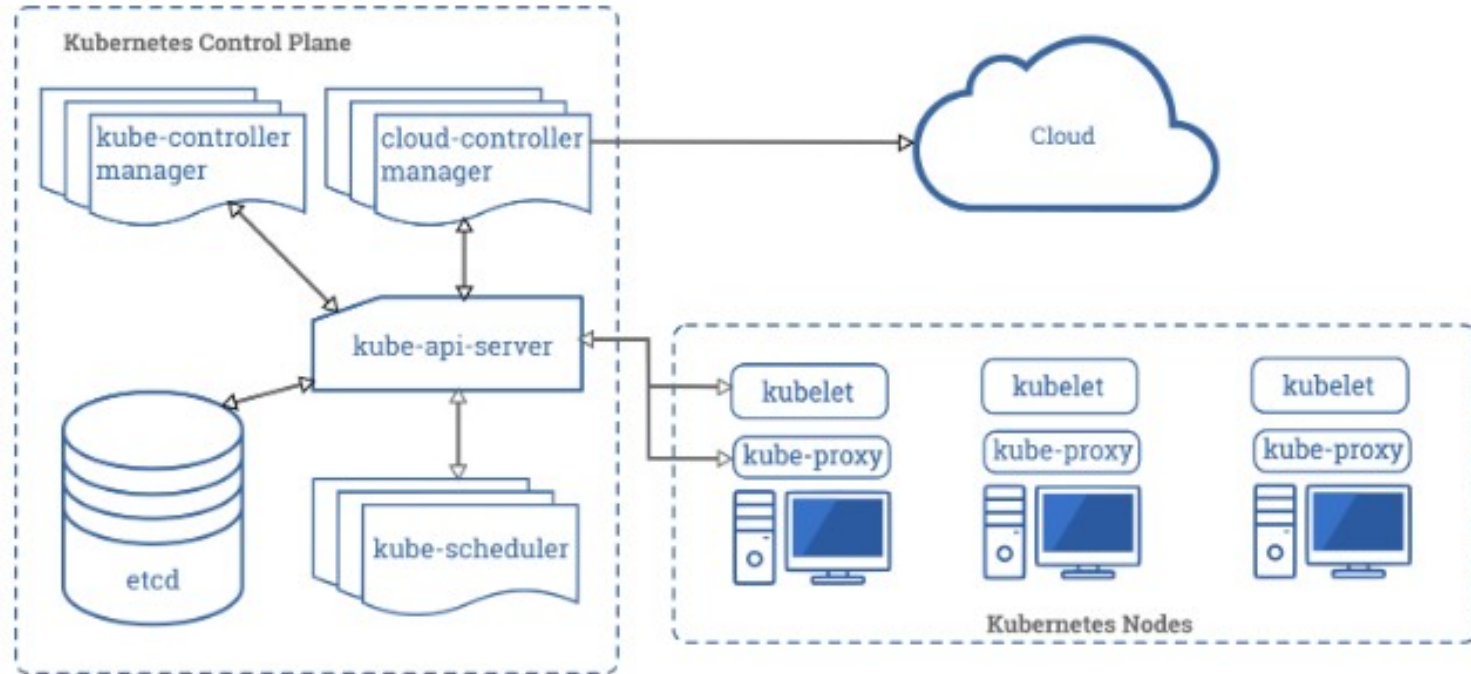 Kubernetes Control Plane
kube-controller
manager
cloud-controller
manager
Cloud
kube-api-server
etcd
kube-scheduler
kubelet
kubelet
kubelet
kube-proxy
kube-proxy
kube-proxy
Kubernetes Nodes